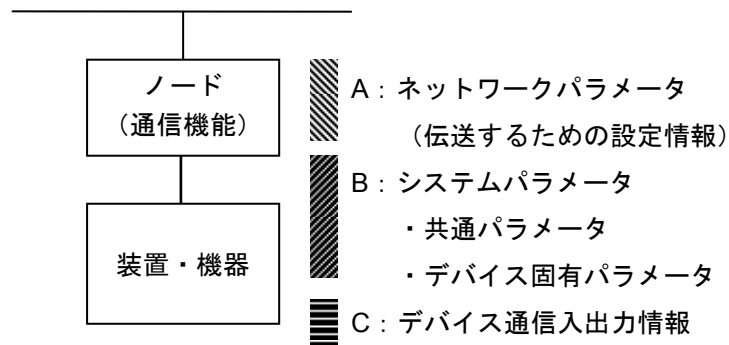 ノード
（通信機能）
装置・機器
A：ネットワークパラメータ
（伝送するための設定情報）
B：システムパラメータ
・共通パラメータ
・デバイス固有パラメータ
C：デバイス通信入出力情報